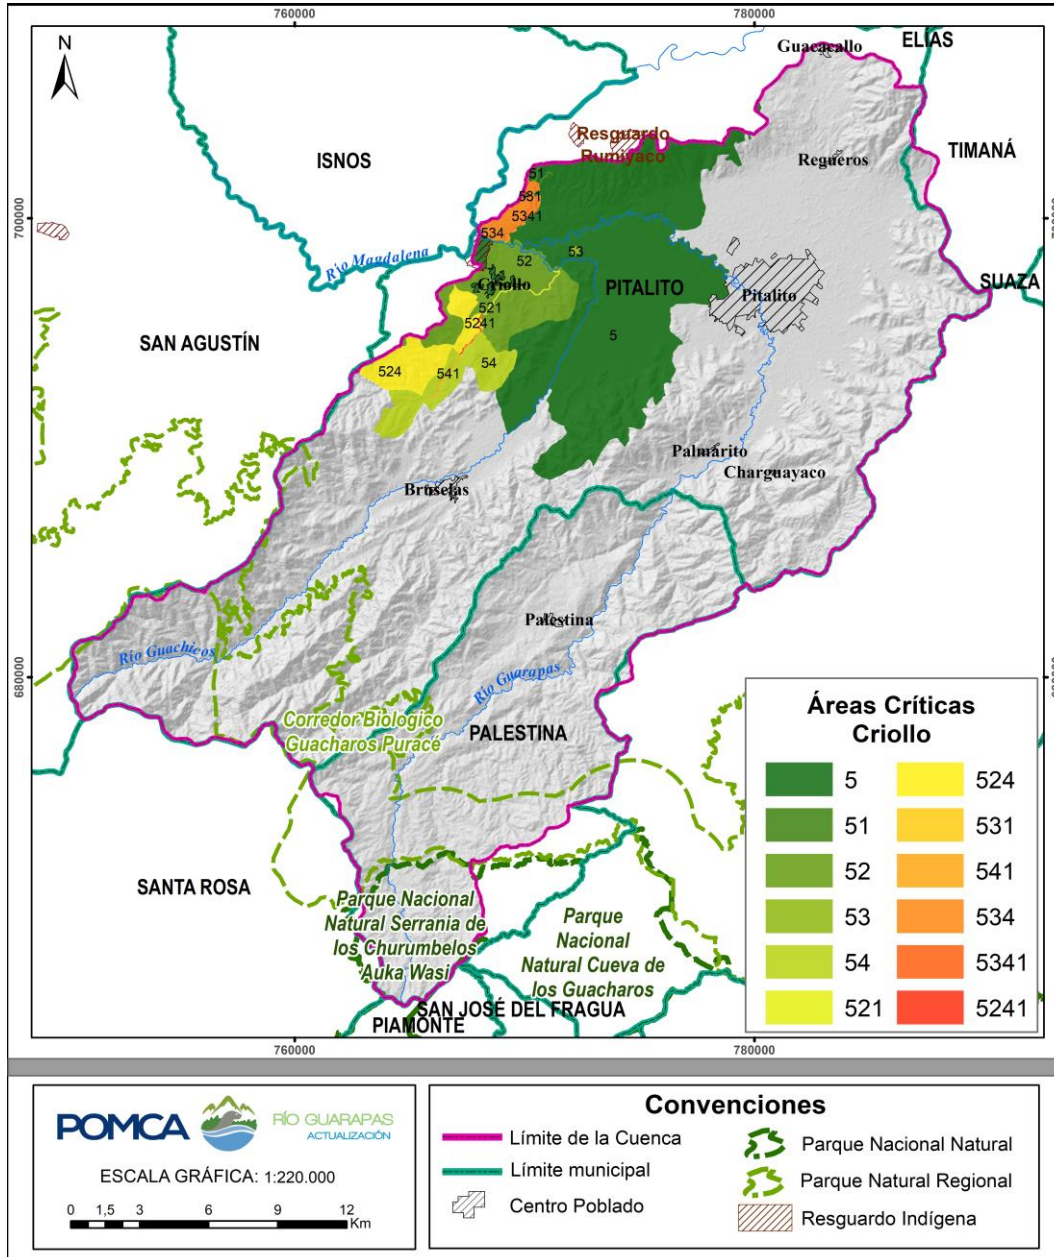 760000
780000
N
Guacacallo
ELIAS
TIMANÁ
ISNOS
Resguardo
Rumiyaco
Regueros
51
531
5341
534
700000
Río Magdalena
52
53
Criollo
PITALITO
Pitalito
SUAZA
521
5241
SAN AGUSTÍN
5
524
541
54
Palmarito
Charguayaco
Bruselas
Palestina
Río Guachicos
Río Guarapas
680000
Corredor Biologico
Guacharos Puracé
PALESTINA
SANTA ROSA
Parque Nacional
Natural Serrania de
los Churumbelos
Auka Wasi
Parque
Nacional
Natural Cueva de
los Guacharos
SAN JOSÉ DEL FRAGUA
PIAMONTE
760000
780000
Áreas Críticas
Criollo
5
524
51
531
52
541
53
534
54
5341
521
5241
POMCA
RÍO GUARAPAS
ACTUALIZACIÓN
ESCALA GRÁFICA: 1:220.000
0 1,5 3 6 9 12
Km
Convenciones
Límite de la Cuenca
Límite municipal
Centro Poblado
Parque Nacional Natural
Parque Natural Regional
Resguardo Indígena